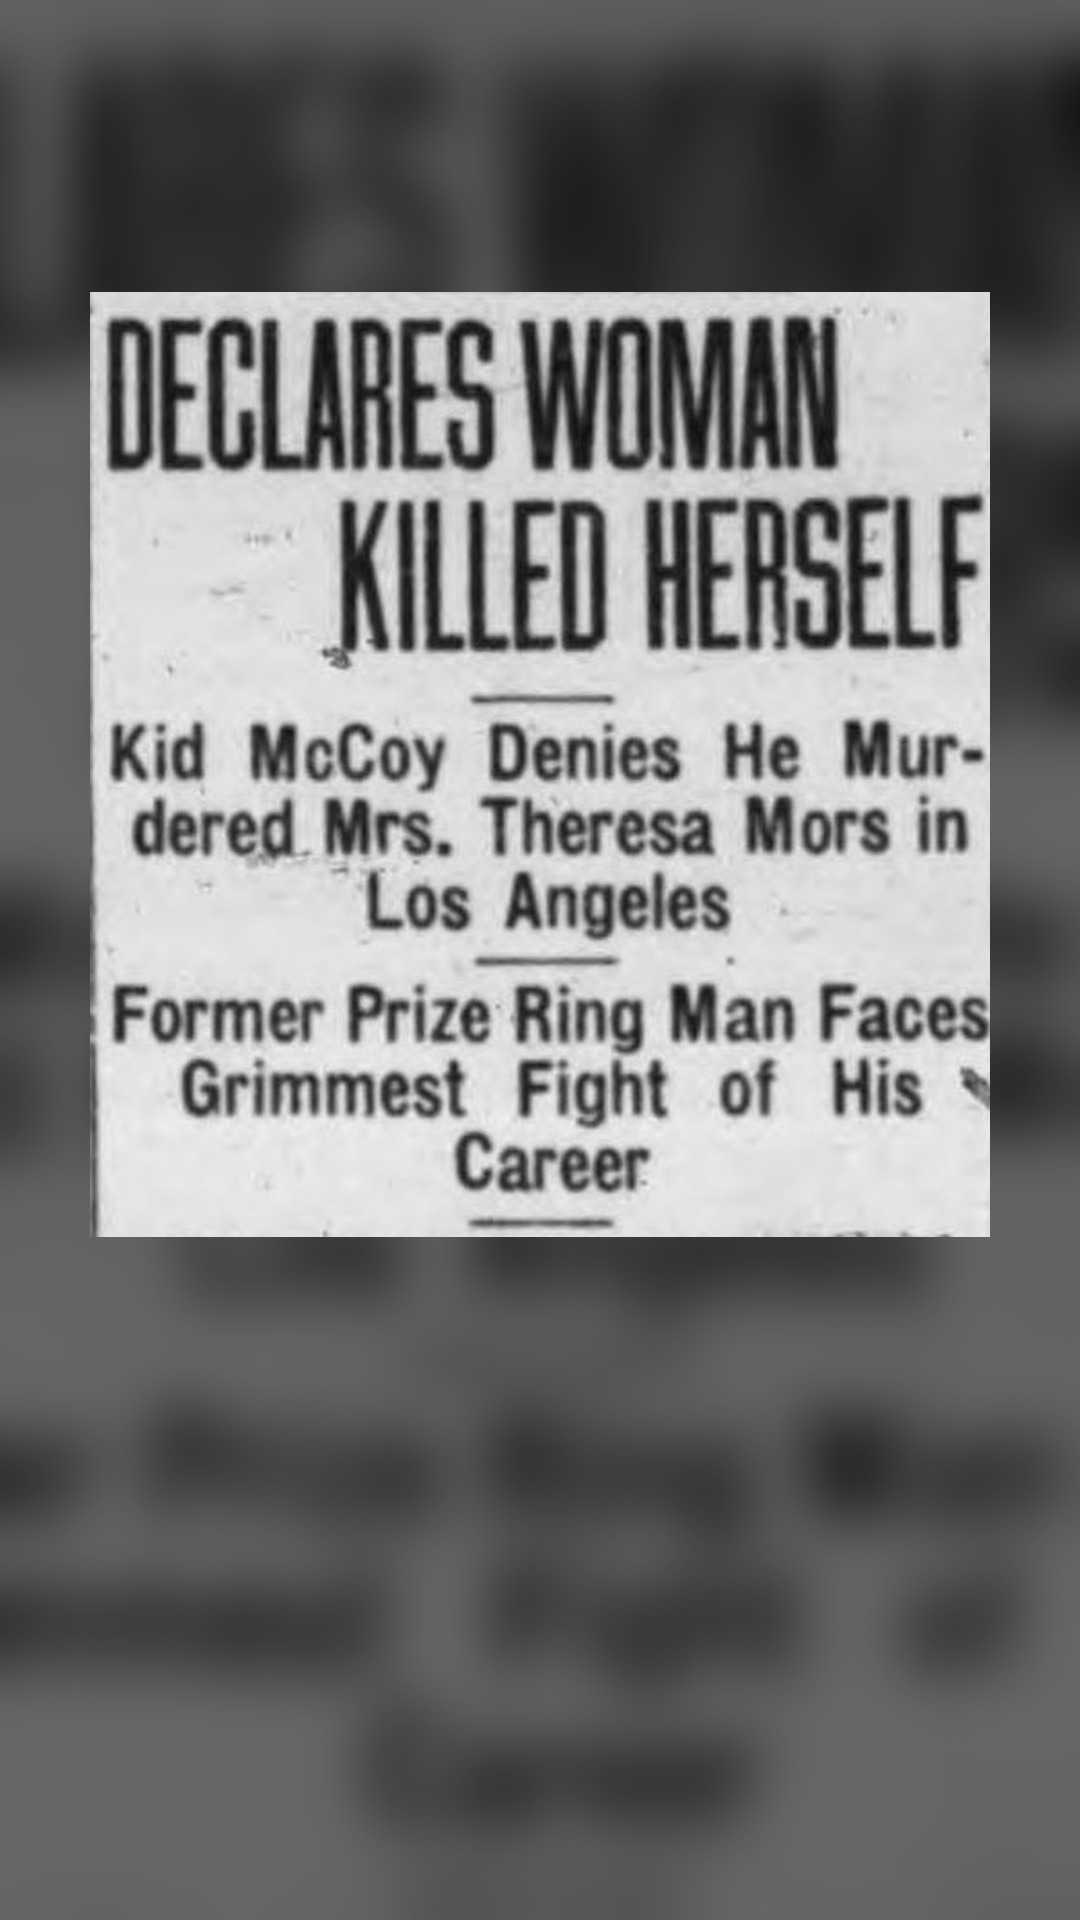 DECLARES WOMAN
KILLED HERSELF
Kid McCoy Denies He Mur-
dered Mrs. Theresa Mors in
Los Angeles
Former Prize Ring Man Faces
Grimmest Fight of His
Career